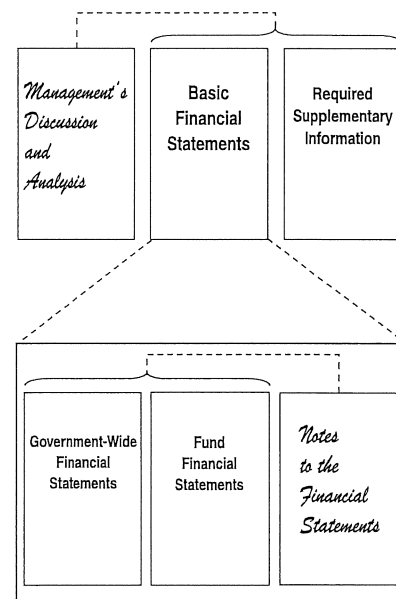 Management's
Discussion
and
Analysis
Basic
Financial
Statements
Required
Supplementary
Information
Government-Wide
Financial
Statements
Fund
Financial
Statements
Notes
to the
Financial
Statements